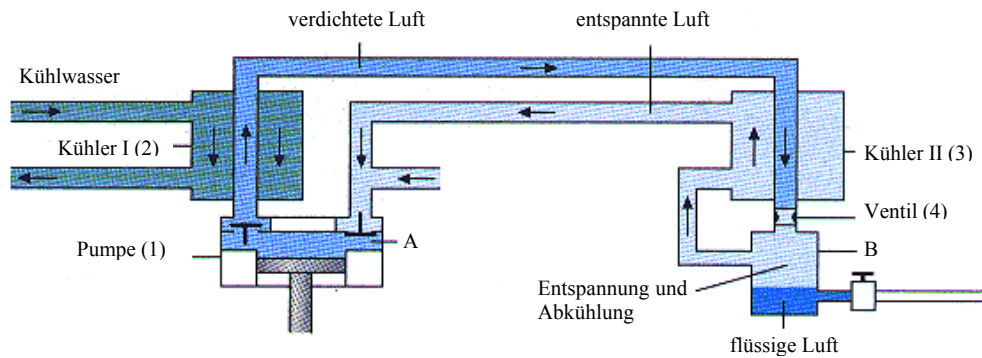 verdichtete Luft
entspannte Luft
Kühlwasser
Kühler I (2)
Kühler II (3)
Ventil (4)
Pumpe (1)
A
B
Entspannung und
Abkühlung
flüssige Luft